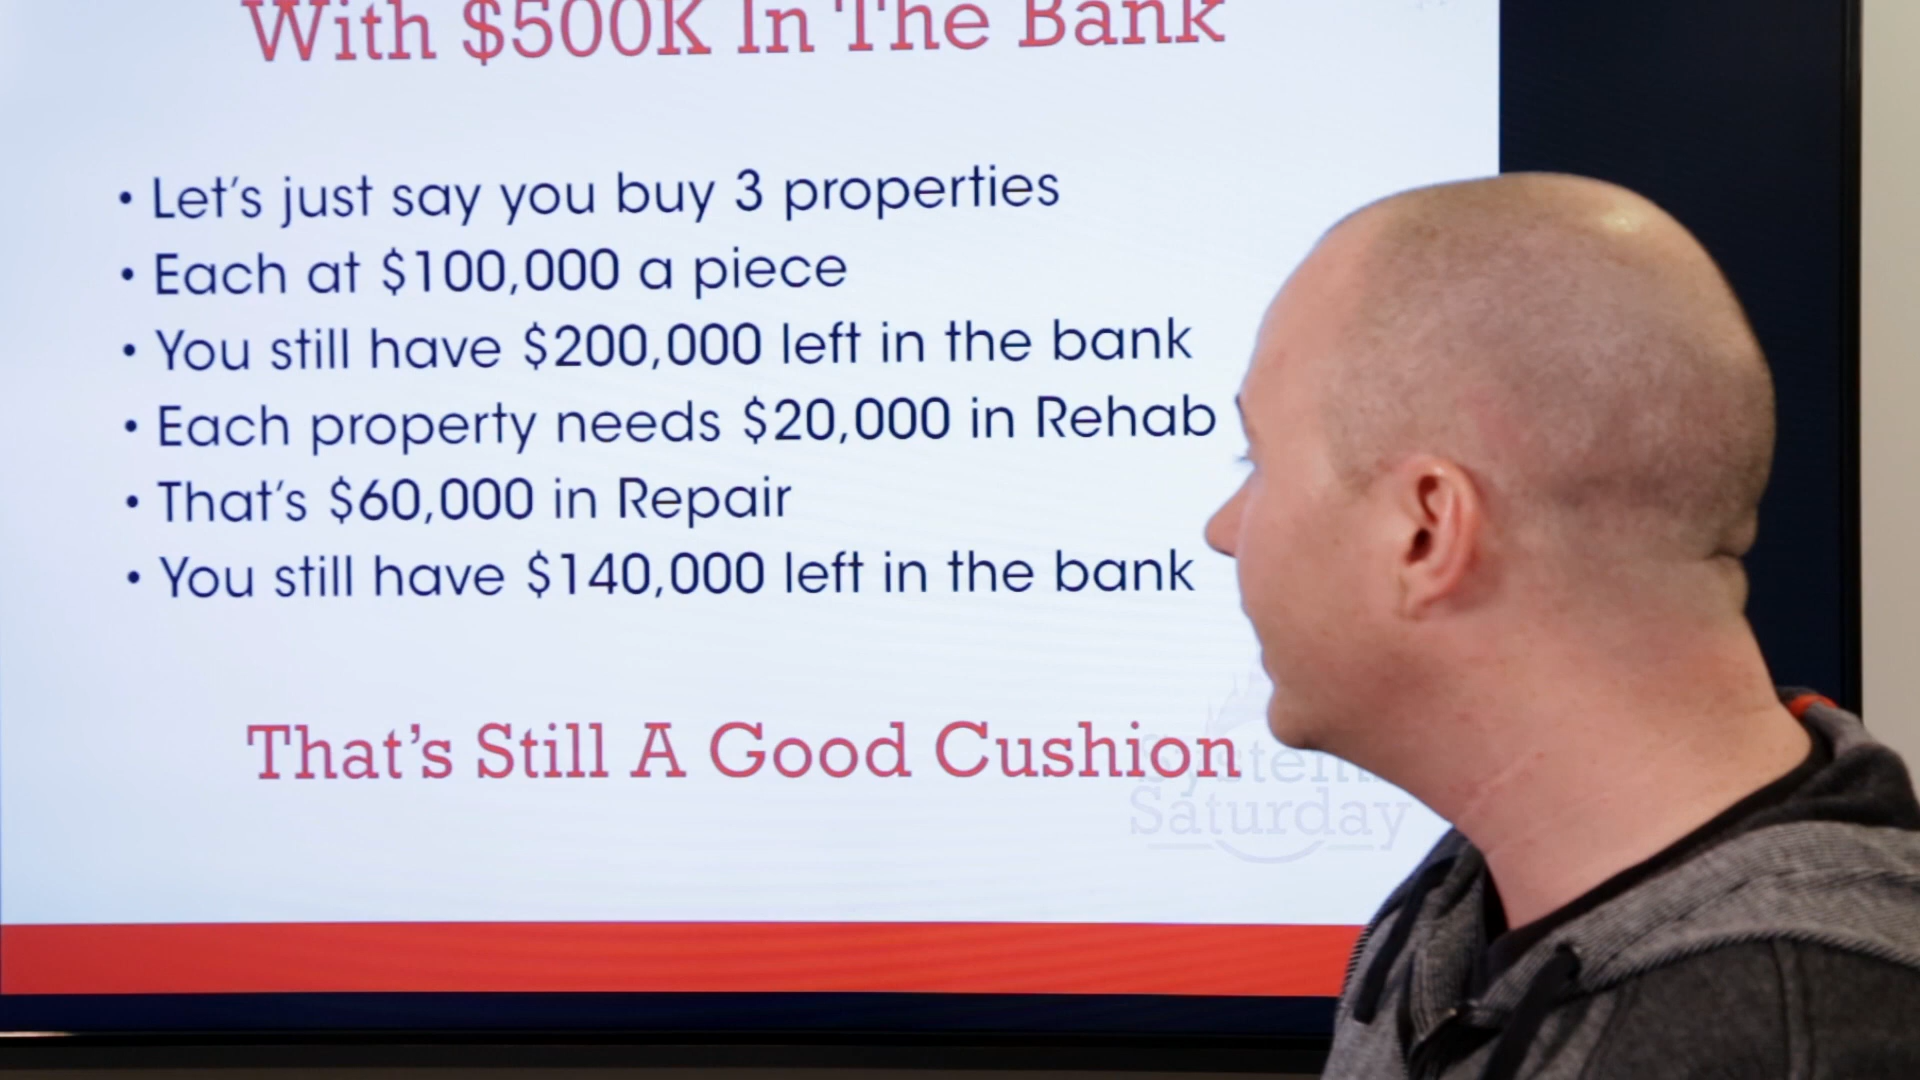 With $500K In The Bank
• Let's just say you buy 3 properties
• Each at $100,000 a piece
• You still have $200,000 left in the bank
• Each property needs $20,000 in Rehab
• That's $60,000 in Repair
• You still have $140,000 left in the bank
That's Still A Good Cushion
Saturday